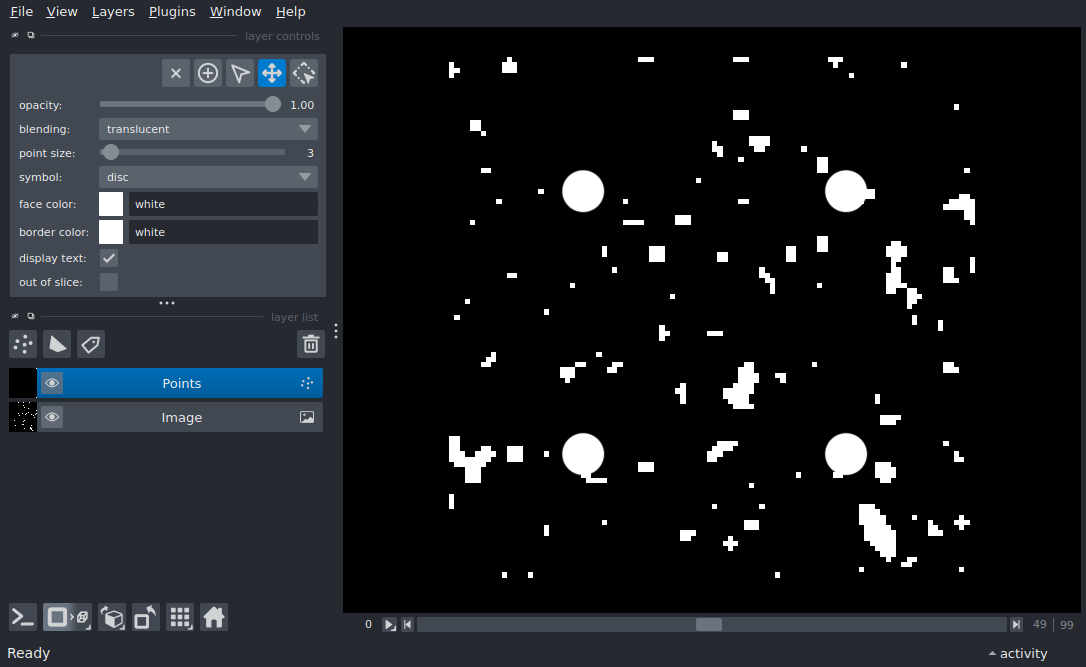 File View Layers Plugins Window Help
layer controls
opacity: 1.00
blending: translucent
point size: 3
symbol: disc
face color: white
border color: white
display text:
out of slice:
layer list
Points
Image
0 49 99
Ready activity